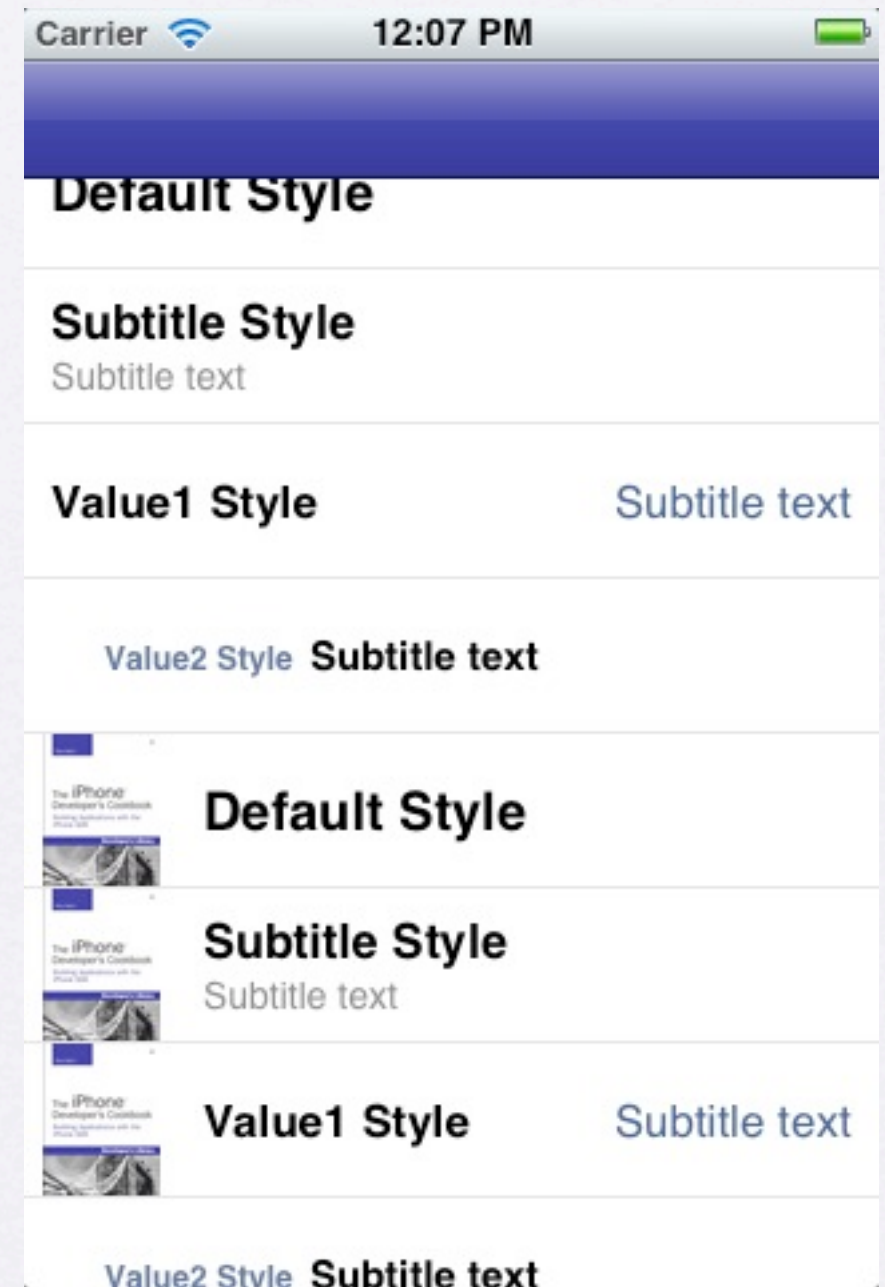 Carrier 12:07 PM
Default Style
Subtitle Style
Subtitle text
Value1 Style Subtitle text
Value2 Style Subtitle text
The iPhone
Developer's Cookbook
Default Style
The iPhone
Developer's Cookbook
Subtitle Style
Subtitle text
The iPhone
Developer's Cookbook
Value1 Style Subtitle text
Value2 Style Subtitle text